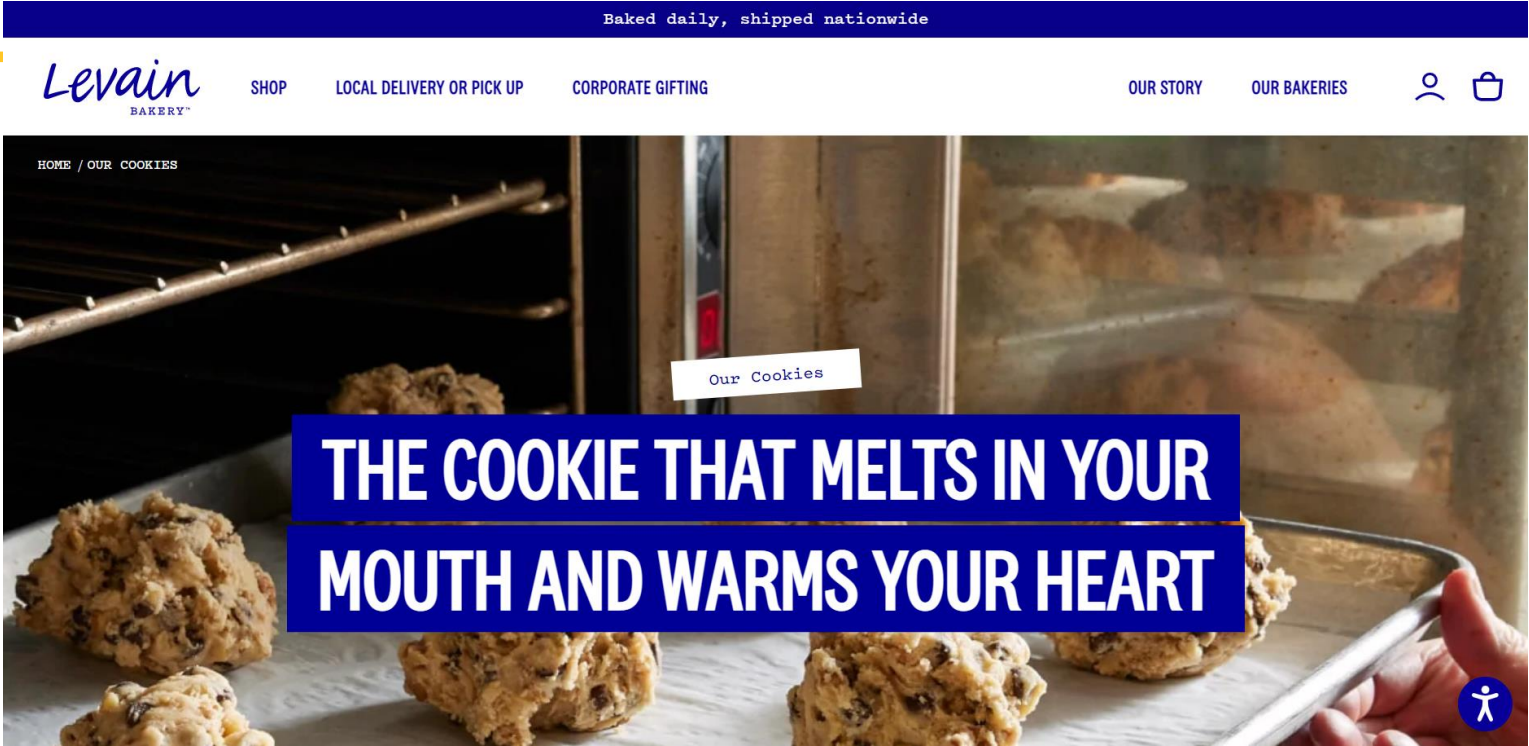 Baked daily, shipped nationwide
Levain
BAKERY™
SHOP
LOCAL DELIVERY OR PICK UP
CORPORATE GIFTING
OUR STORY
OUR BAKERIES
HOME / OUR COOKIES
Our Cookies
THE COOKIE THAT MELTS IN YOUR
MOUTH AND WARMS YOUR HEART